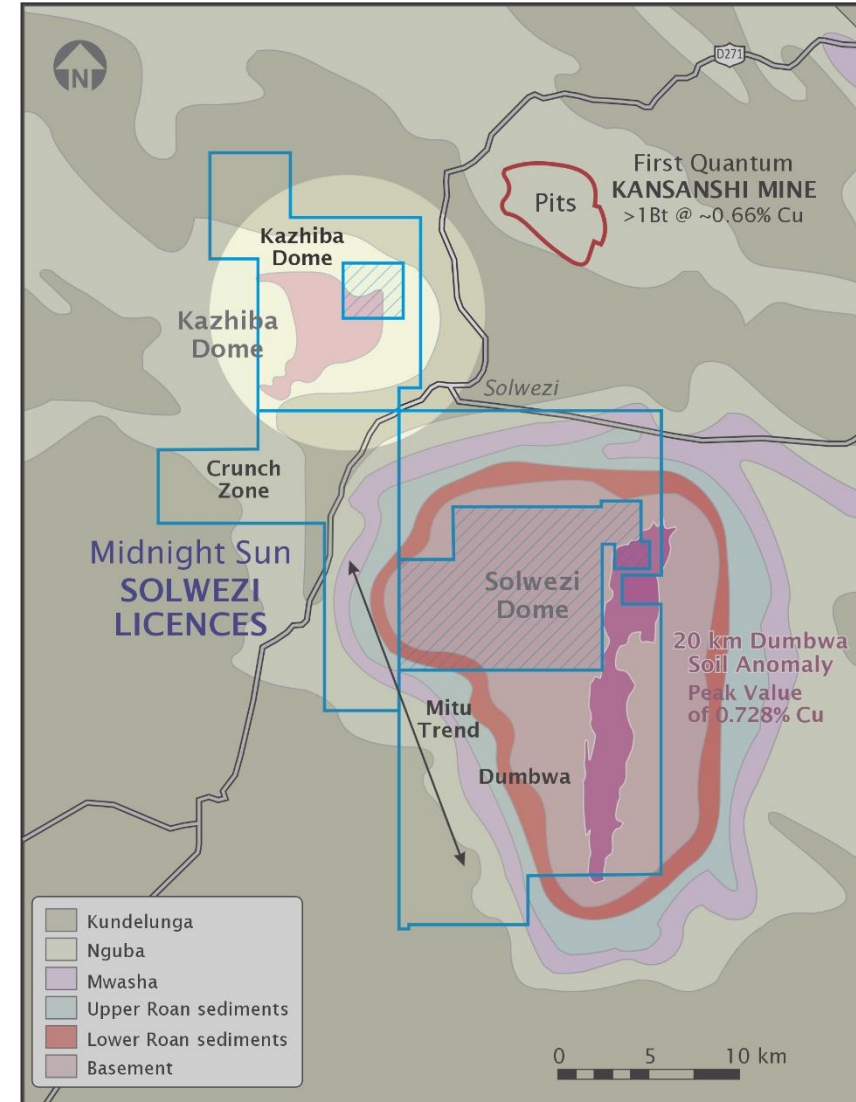 N
D271
First Quantum
KANSANSHI MINE
>1Bt @ ~0.66% Cu
Pits
Kazhiba
Dome
Kazhiba
Dome
Solwezi
Crunch
Zone
Midnight Sun
SOLWEZI
LICENCES
Solwezi
Dome
20 km Dumbwa
Soil Anomaly
Peak Value
of 0.728% Cu
Mitu
Trend
Dumbwa
Kundelunga
Nguba
Mwasha
Upper Roan sediments
Lower Roan sediments
Basement
0 5 10 km